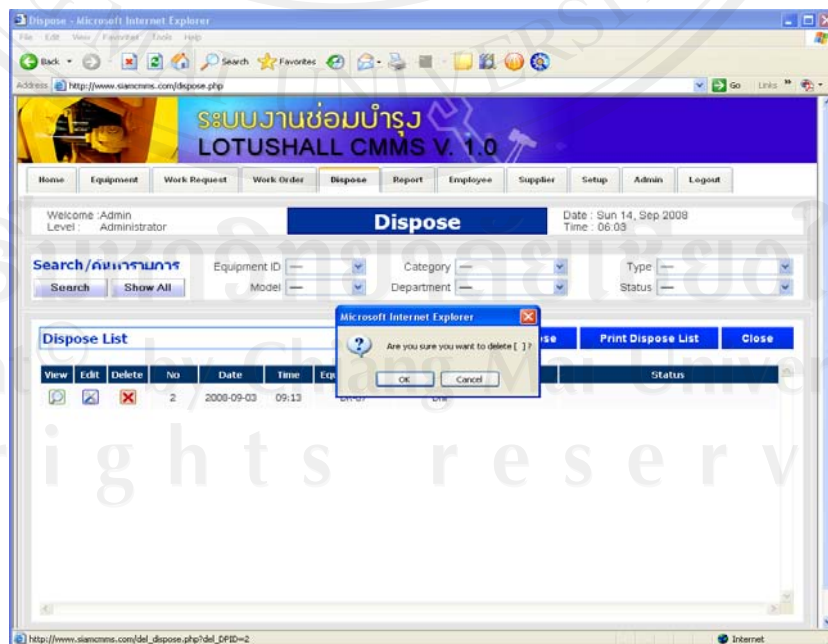 Dispose - Microsoft Internet Explorer
File Edit View Favorites Tools Help
Back Search Favorites
Address http://www.siamcmms.com/dispose.php Go Links
ระบบงานซ่อมบำรุง
LOTUSHALL CMMS V. 1.0
Home Equipment Work Request Work Order Dispose Report Employee Supplier Setup Admin Logout
Welcome :Admin
Level : Administrator
Dispose
Date : Sun 14, Sep 2008
Time : 06:03
Search/ค้นหารายการ Equipment ID Category Type
Search Show All Model Department Status
Microsoft Internet Explorer
Are you sure you want to delete [ ] ?
OK Cancel
Dispose List Print Dispose List Close
View Edit Delete No Date Time Status
2 2008-09-03 09:13
http://www.siamcmms.com/del_dispose.php?del_DPID=2 Internet
by Chiang Mai Univer
rights reserv